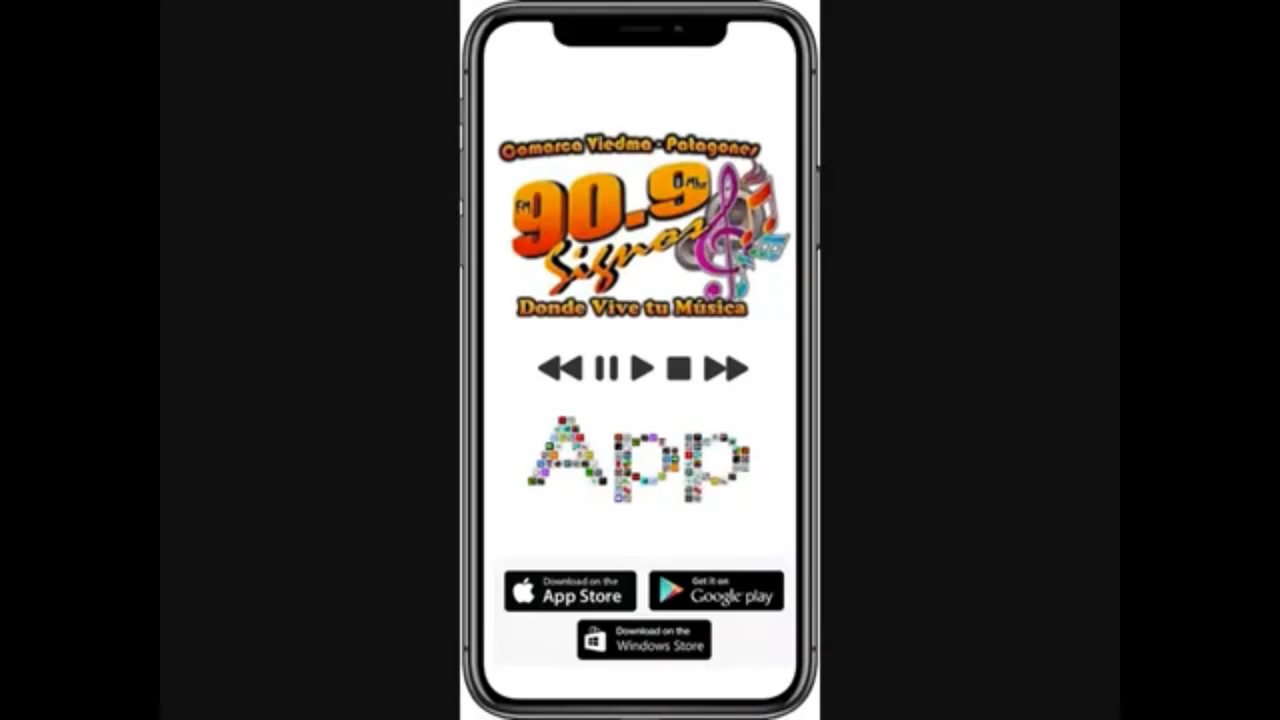 Comarca Viedma - Patagones
FM 90.9 Mhz
Signos
Donde Vive tu Música
App
Download on the
App Store
Get it on
Google play
Download on the
Windows Store